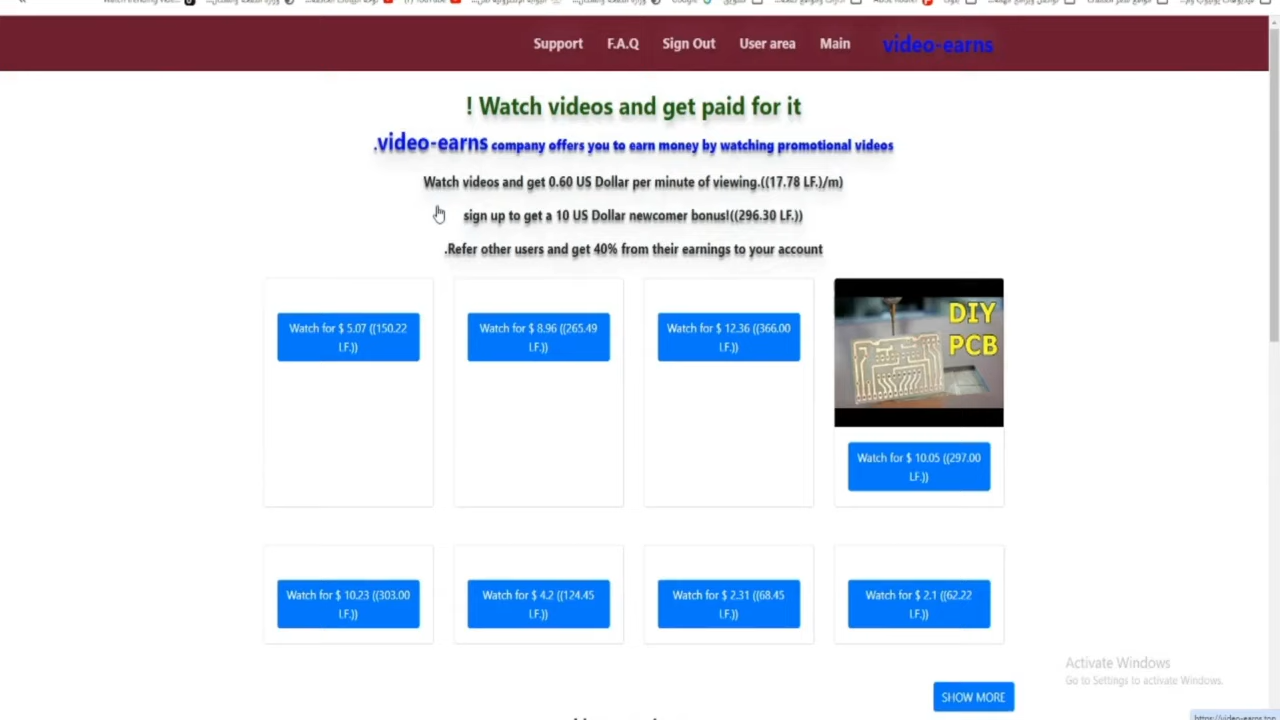 Support F.A.Q Sign Out User area Main video-earns
! Watch videos and get paid for it
.video-earns company offers you to earn money by watching promotional videos
Watch videos and get 0.60 US Dollar per minute of viewing.((17.78 I.F.)/m)
sign up to get a 10 US Dollar newcomer bonus!((296.30 I.F.))
.Refer other users and get 40% from their earnings to your account
DIY
PCB
Watch for $ 5.07 ((150.22
I.F.))
Watch for $ 8.96 ((265.49
I.F.))
Watch for $ 12.36 ((366.00
I.F.))
Watch for $ 10.05 ((297.00
I.F.))
Watch for $ 10.23 ((303.00
I.F.))
Watch for $ 4.2 ((124.45
I.F.))
Watch for $ 2.31 ((68.45
I.F.))
Watch for $ 2.1 ((62.22
I.F.))
Activate Windows
Go to Settings to activate Windows.
SHOW MORE
https://video-earns.top